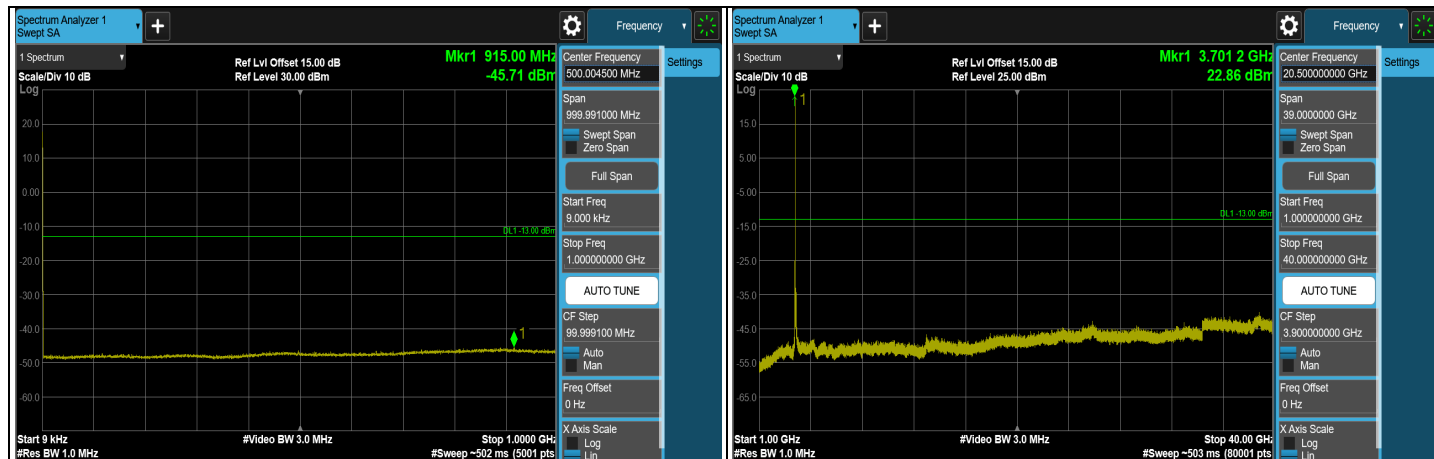 Spectrum Analyzer 1
Swept SA
+
Frequency
1 Spectrum
Ref Lvl Offset 15.00 dB
Mkr1 915.00 MHz
Scale/Div 10 dB
Ref Level 30.00 dBm
-45.71 dBm
Log
20.0
10.0
0.00
-10.0
-20.0
-30.0
-40.0
-50.0
-60.0
DL1 -13.00 dBm
1
Start 9 kHz
#Video BW 3.0 MHz
Stop 1.0000 GHz
#Res BW 1.0 MHz
#Sweep ~502 ms (5001 pts
Center Frequency
500.004500 MHz
Settings
Span
999.991000 MHz
Swept Span
Zero Span
Full Span
Start Freq
9.000 kHz
Stop Freq
1.000000000 GHz
AUTO TUNE
CF Step
99.999100 MHz
Auto
Man
Freq Offset
0 Hz
X Axis Scale
Log
Lin
Spectrum Analyzer 1
Swept SA
+
Frequency
1 Spectrum
Ref Lvl Offset 15.00 dB
Mkr1 3.701 2 GHz
Scale/Div 10 dB
Ref Level 25.00 dBm
22.86 dBm
Log
1
15.0
5.00
-5.00
-15.0
-25.0
-35.0
-45.0
-55.0
-65.0
DL1 -13.00 dBm
Start 1.00 GHz
#Video BW 3.0 MHz
Stop 40.00 GHz
#Res BW 1.0 MHz
#Sweep ~503 ms (80001 pts
Center Frequency
20.500000000 GHz
Settings
Span
39.0000000 GHz
Swept Span
Zero Span
Full Span
Start Freq
1.000000000 GHz
Stop Freq
40.000000000 GHz
AUTO TUNE
CF Step
3.900000000 GHz
Auto
Man
Freq Offset
0 Hz
X Axis Scale
Log
Lin